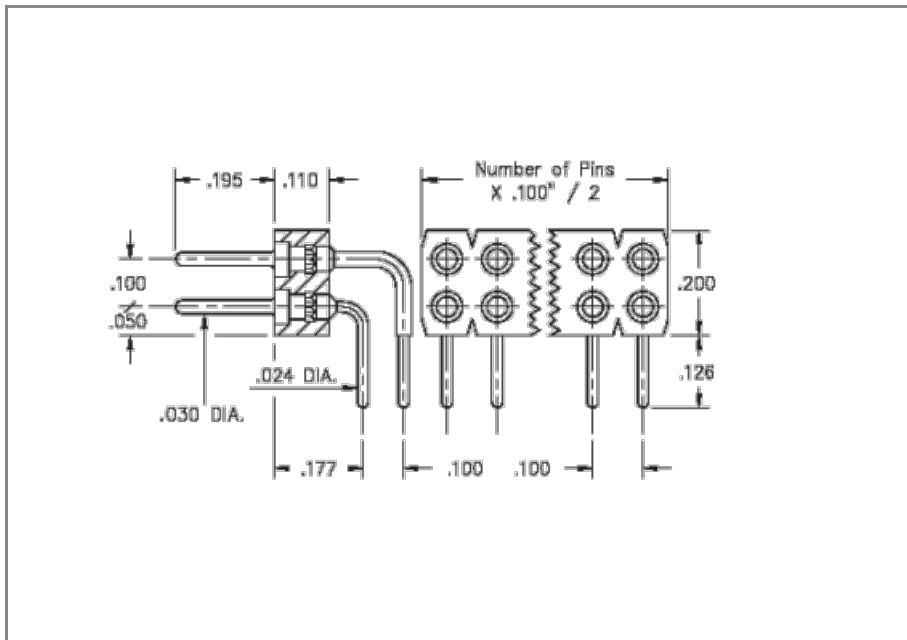 .195
.110
Number of Pins
X .100" / 2
.100
.050
.200
.126
.024 DIA.
.030 DIA.
.177
.100
.100